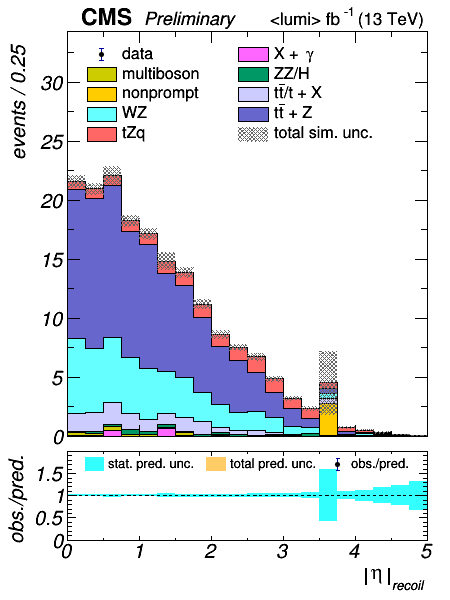 CMS Preliminary <lumi> fb⁻¹ (13 TeV)
events / 0.25
data
X + γ
multiboson
ZZ/H
nonprompt
tt̄/t + X
WZ
tt̄ + Z
tZq
total sim. unc.
30
25
20
15
10
5
0
obs./pred.
stat. pred. unc.
total pred. unc.
obs./pred.
1.5
1
0.5
0
0 1 2 3 4 5
|η|recoil